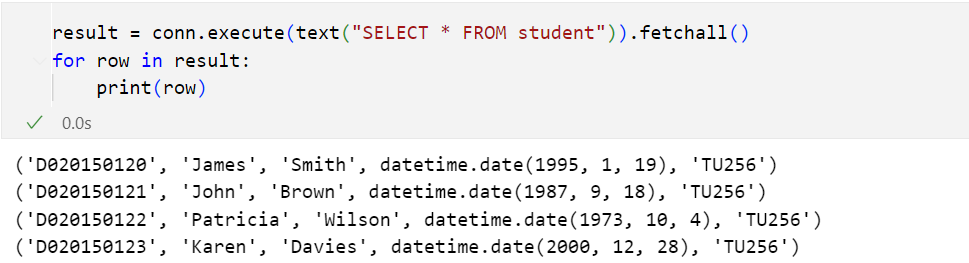 result = conn.execute(text("SELECT * FROM student")).fetchall()
for row in result:
    print(row)
0.0s
('D020150120', 'James', 'Smith', datetime.date(1995, 1, 19), 'TU256')
('D020150121', 'John', 'Brown', datetime.date(1987, 9, 18), 'TU256')
('D020150122', 'Patricia', 'Wilson', datetime.date(1973, 10, 4), 'TU256')
('D020150123', 'Karen', 'Davies', datetime.date(2000, 12, 28), 'TU256')